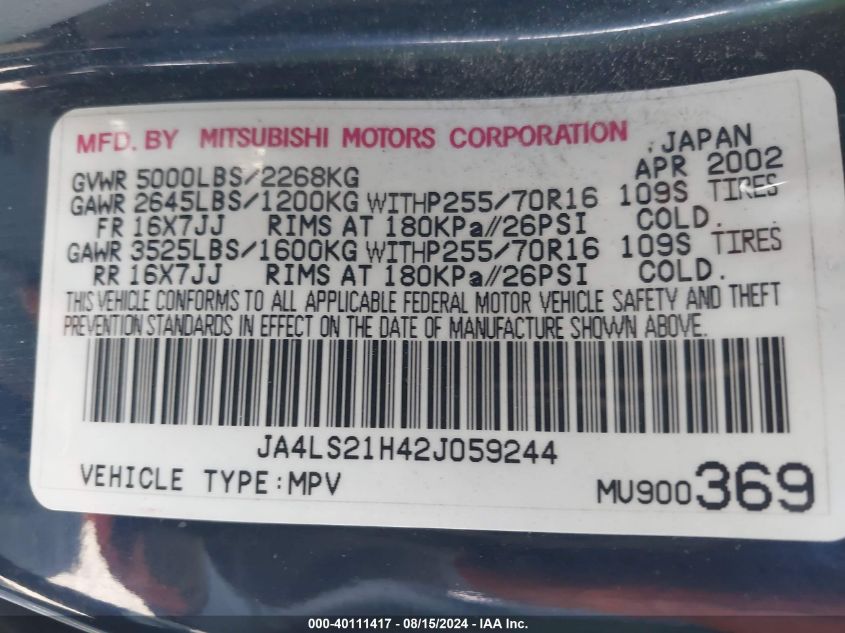 MFD. BY MITSUBISHI MOTORS CORPORATION, JAPAN
GVWR 5000LBS/2268KG APR 2002
GAWR 2645LBS/1200KG WITHP255/70R16 109S TIRES
FR 16X7JJ RIMS AT 180KPa//26PSI COLD.
GAWR 3525LBS/1600KG WITHP255/70R16 109S TIRES
RR 16X7JJ RIMS AT 180KPa//26PSI COLD.
THIS VEHICLE CONFORMS TO ALL APPLICABLE FEDERAL MOTOR VEHICLE SAFETY AND THEFT
PREVENTION STANDARDS IN EFFECT ON THE DATE OF MANUFACTURE SHOWN ABOVE.
JA4LS21H42J059244
VEHICLE TYPE:MPV MU900369
000-40111417 - 08/15/2024 - IAA Inc.